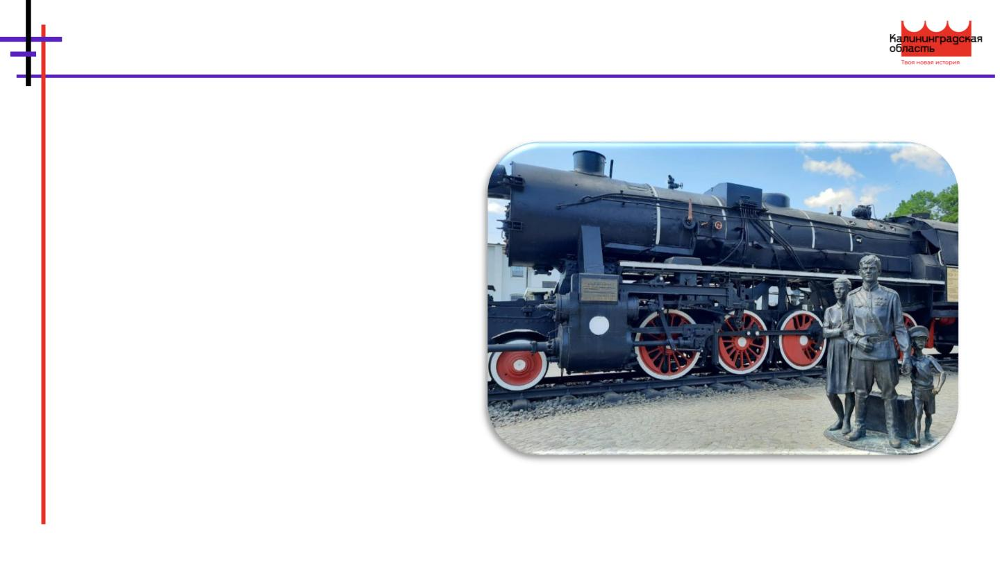 Калининградская
область
Твоя новая история